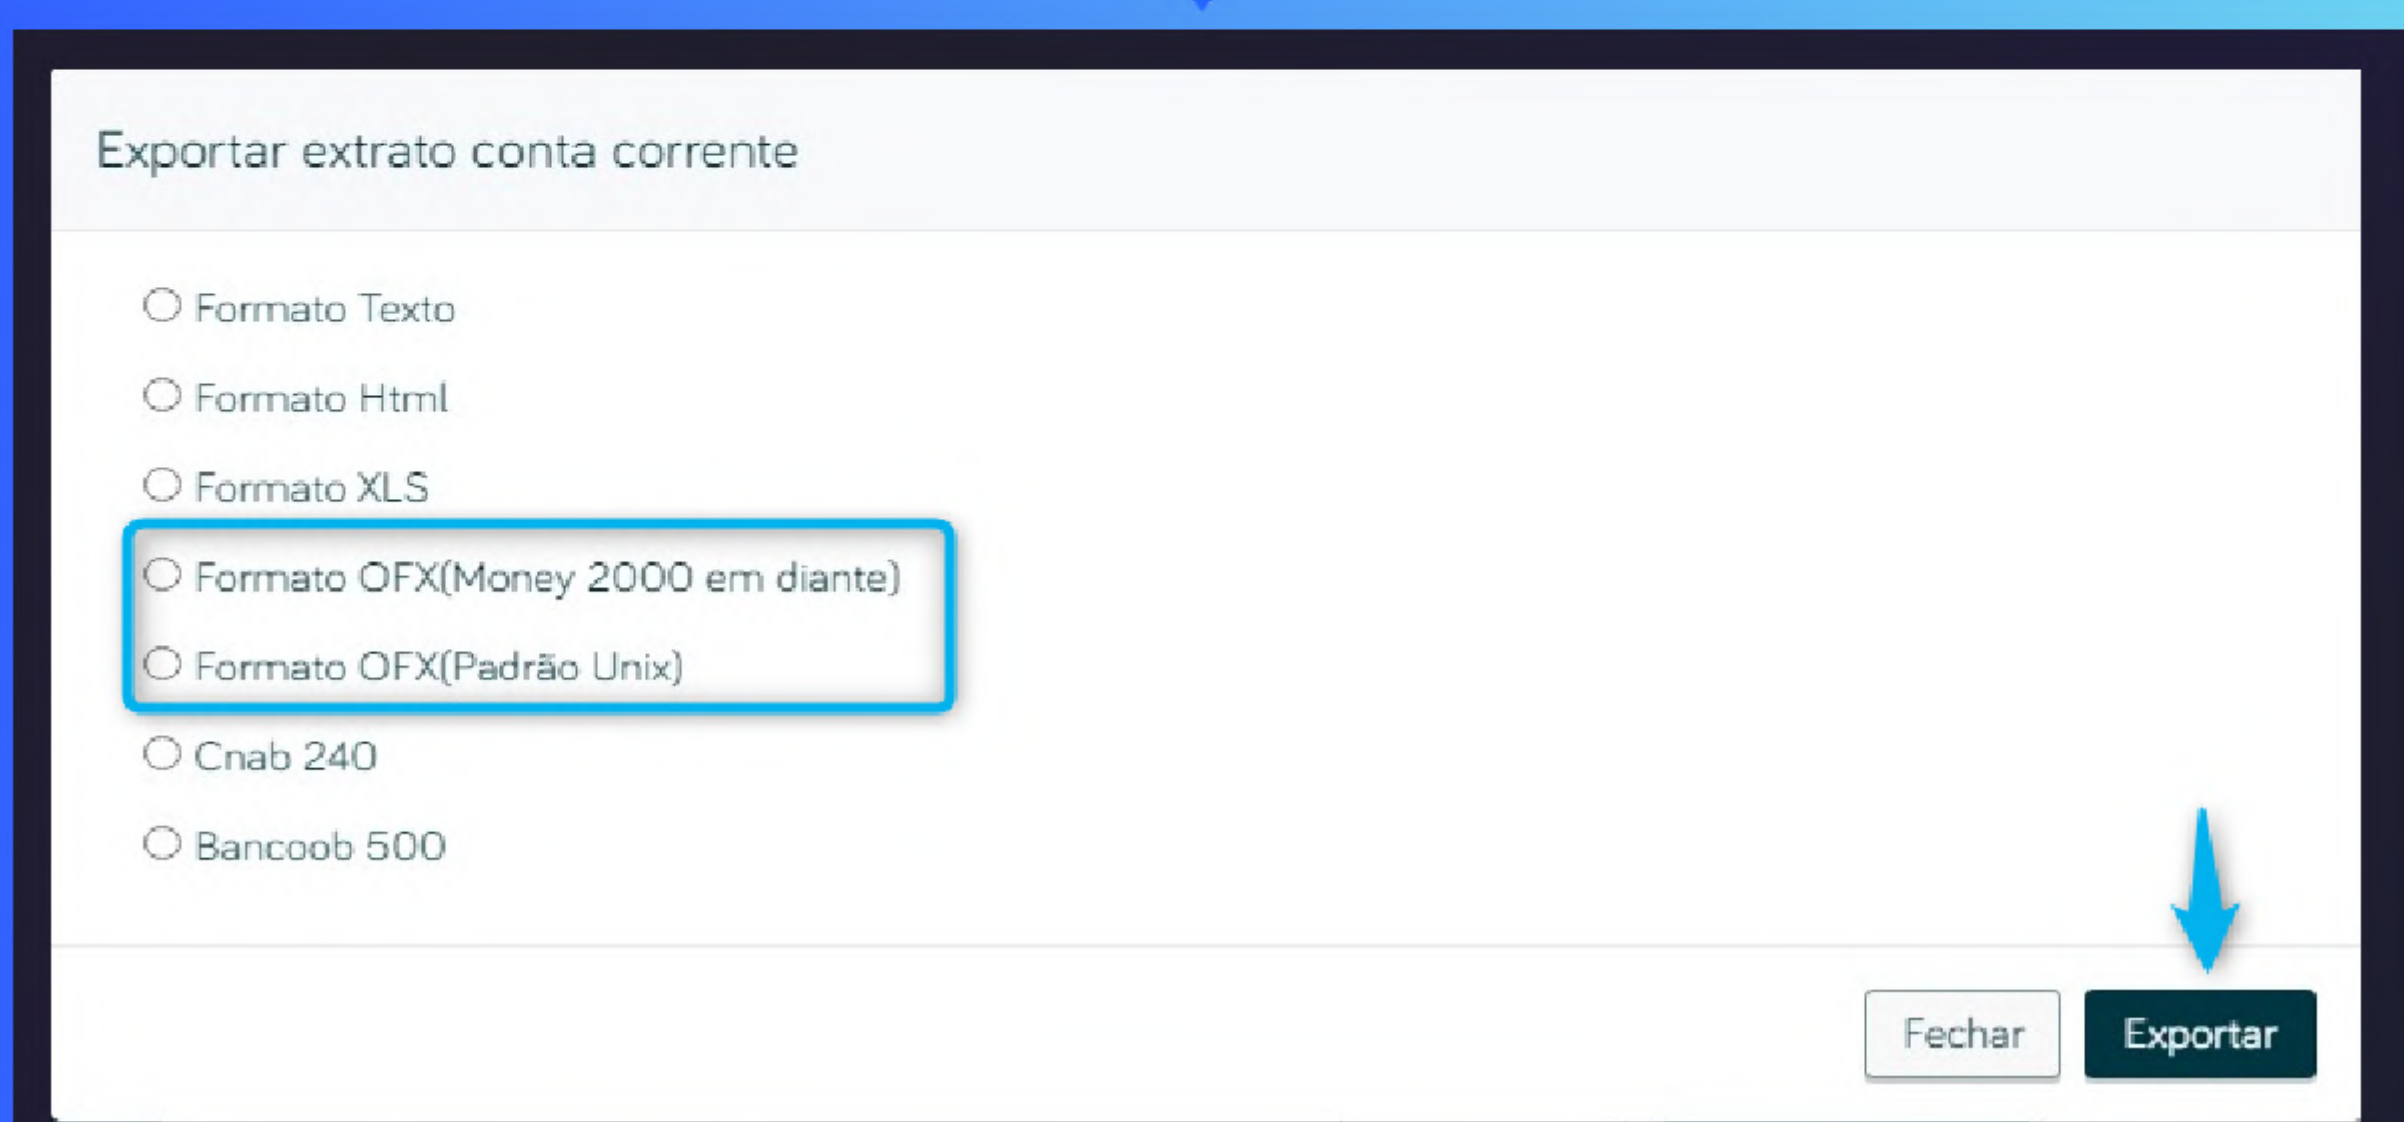 Exportar extrato conta corrente
Formato Texto
Formato Html
Formato XLS
Formato OFX(Money 2000 em diante)
Formato OFX(Padrão Unix)
Cnab 240
Bancoob 500
Fechar
Exportar